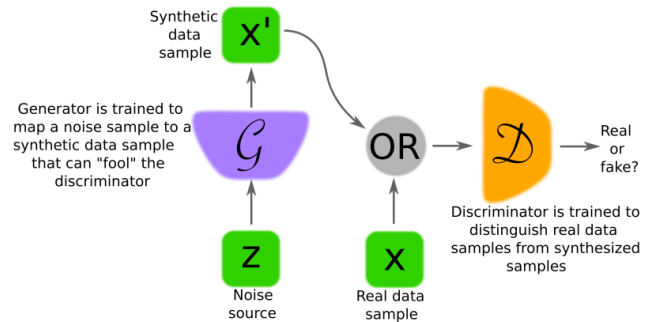 Synthetic
data
sample
x'
Generator is trained to
map a noise sample to a
synthetic data sample
that can "fool" the
discriminator
G
OR
D
Real
or
fake?
Discriminator is trained to
distinguish real data
samples from synthesized
samples
z
Noise
source
x
Real data
sample